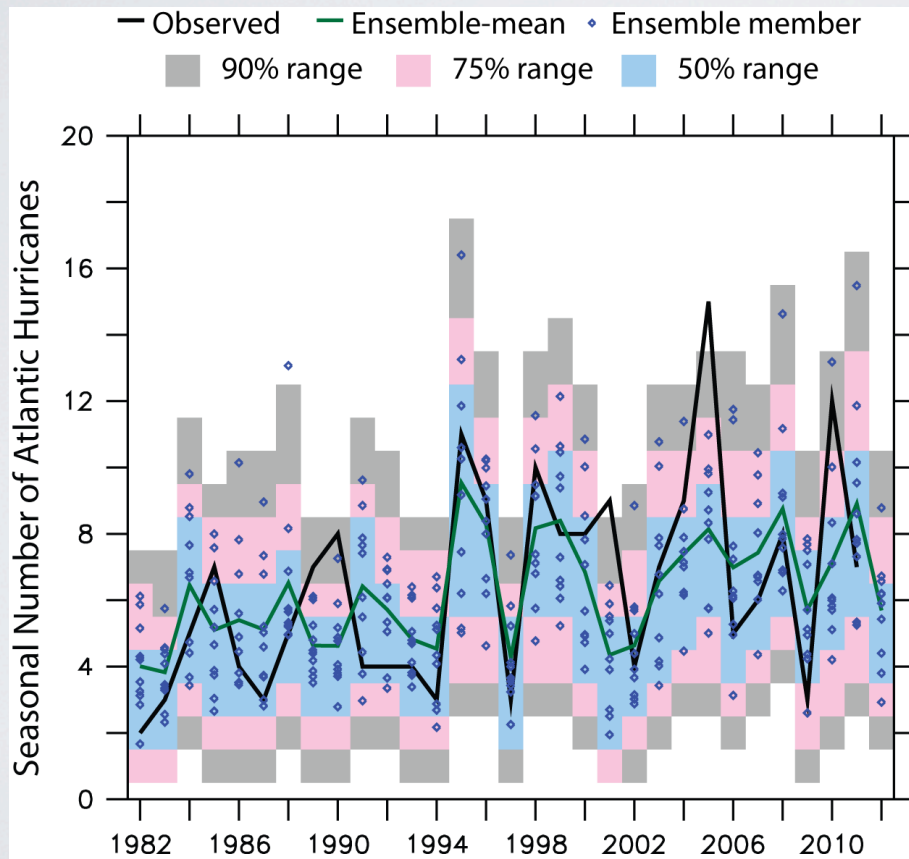 Observed Ensemble-mean Ensemble member
90% range 75% range 50% range
Seasonal Number of Atlantic Hurricanes
20
16
12
8
4
0
1982 1986 1990 1994 1998 2002 2006 2010